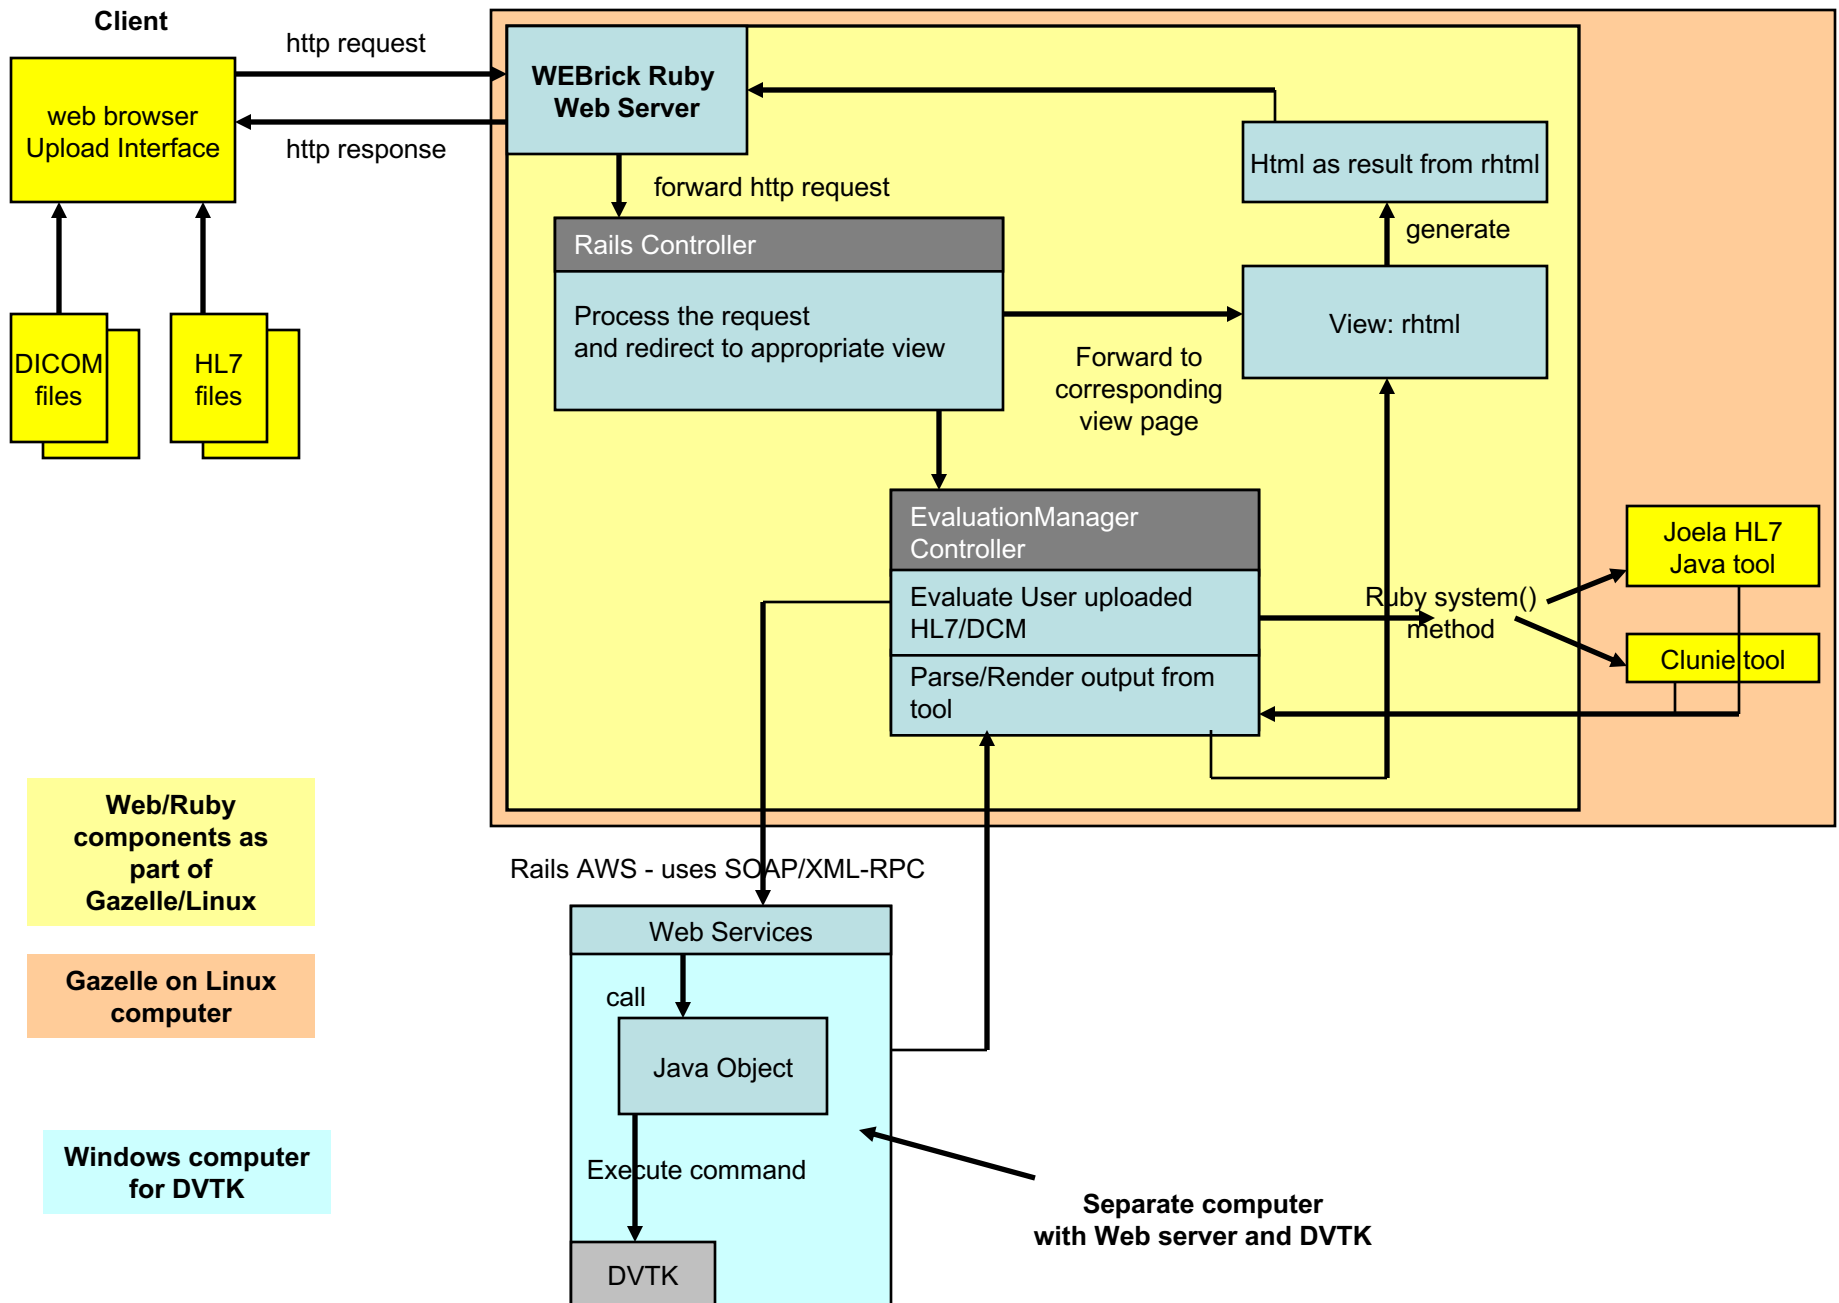 Client
http request
http response
web browser
Upload Interface
DICOM
files
HL7
files
WEBrick Ruby
Web Server
forward http request
Rails Controller
Process the request
and redirect to appropriate view
Forward to
corresponding
view page
Html as result from rhtml
generate
View: rhtml
EvaluationManager
Controller
Evaluate User uploaded
HL7/DCM
Parse/Render output from
tool
Ruby system()
method
Joela HL7
Java tool
Clunie tool
Web/Ruby
components as
part of
Gazelle/Linux
Gazelle on Linux
computer
Windows computer
for DVTK
Rails AWS - uses SOAP/XML-RPC
Web Services
call
Java Object
Execute command
DVTK
Separate computer
with Web server and DVTK